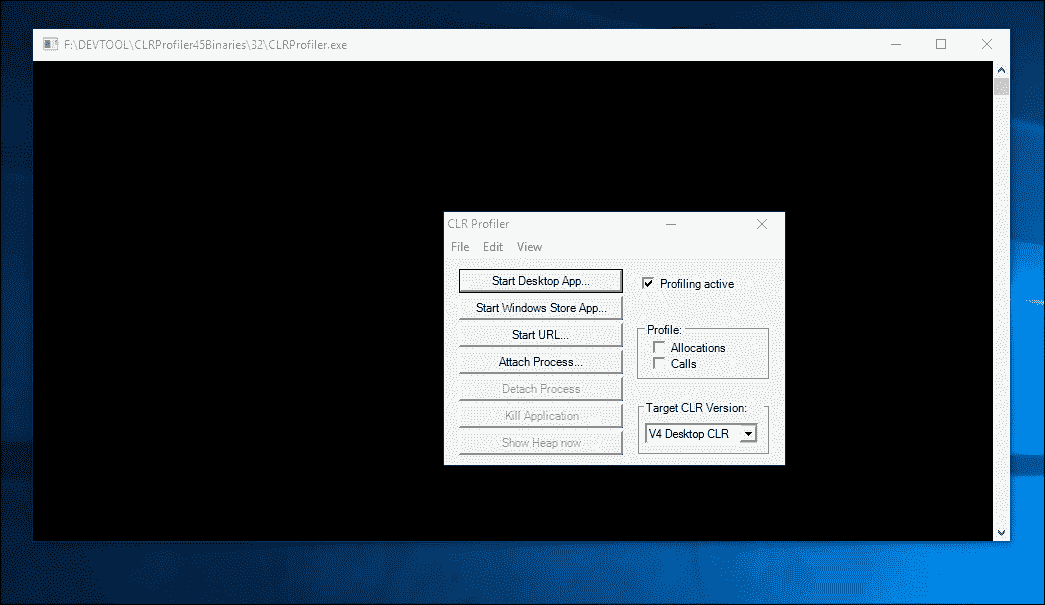 F:\DEVTOOL\CLRProfiler45Binaries\32\CLRProfiler.exe
CLR Profiler
File Edit View
Start Desktop App...
Profiling active
Start Windows Store App...
Start URL...
Profile:
Allocations
Attach Process...
Calls
Detach Process
Target CLR Version:
Kill Application
V4 Desktop CLR
Show Heap now